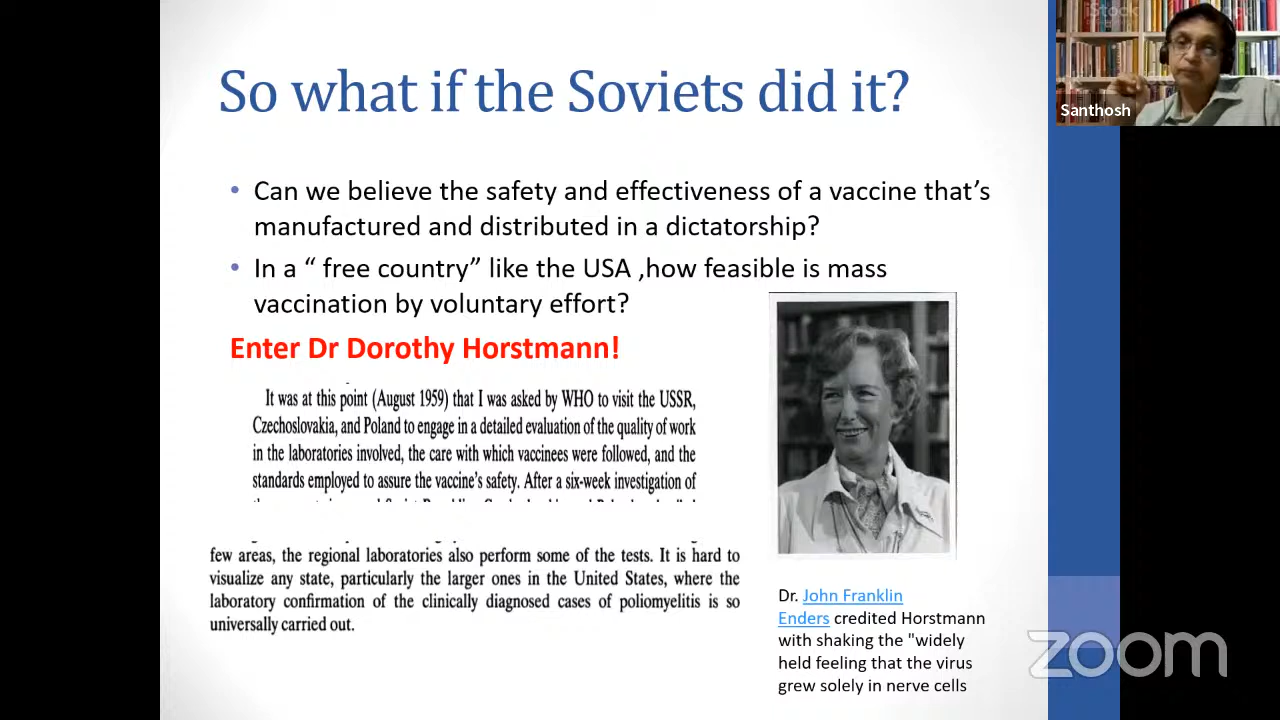 So what if the Soviets did it?
• Can we believe the safety and effectiveness of a vaccine that's
manufactured and distributed in a dictatorship?
• In a “ free country” like the USA ,how feasible is mass
vaccination by voluntary effort?
Enter Dr Dorothy Horstmann!
It was at this point (August 1959) that I was asked by WHO to visit the USSR,
Czechoslovakia, and Poland to engage in a detailed evaluation of the quality of work
in the laboratories involved, the care with which vaccinees were followed, and the
standards employed to assure the vaccine's safety. After a six-week investigation of
few areas, the regional laboratories also perform some of the tests. It is hard to
visualize any state, particularly the larger ones in the United States, where the
laboratory confirmation of the clinically diagnosed cases of poliomyelitis is so
universally carried out.
Dr. John Franklin
Enders credited Horstmann
with shaking the "widely
held feeling that the virus
grew solely in nerve cells
iStock
Santhosh
zoom